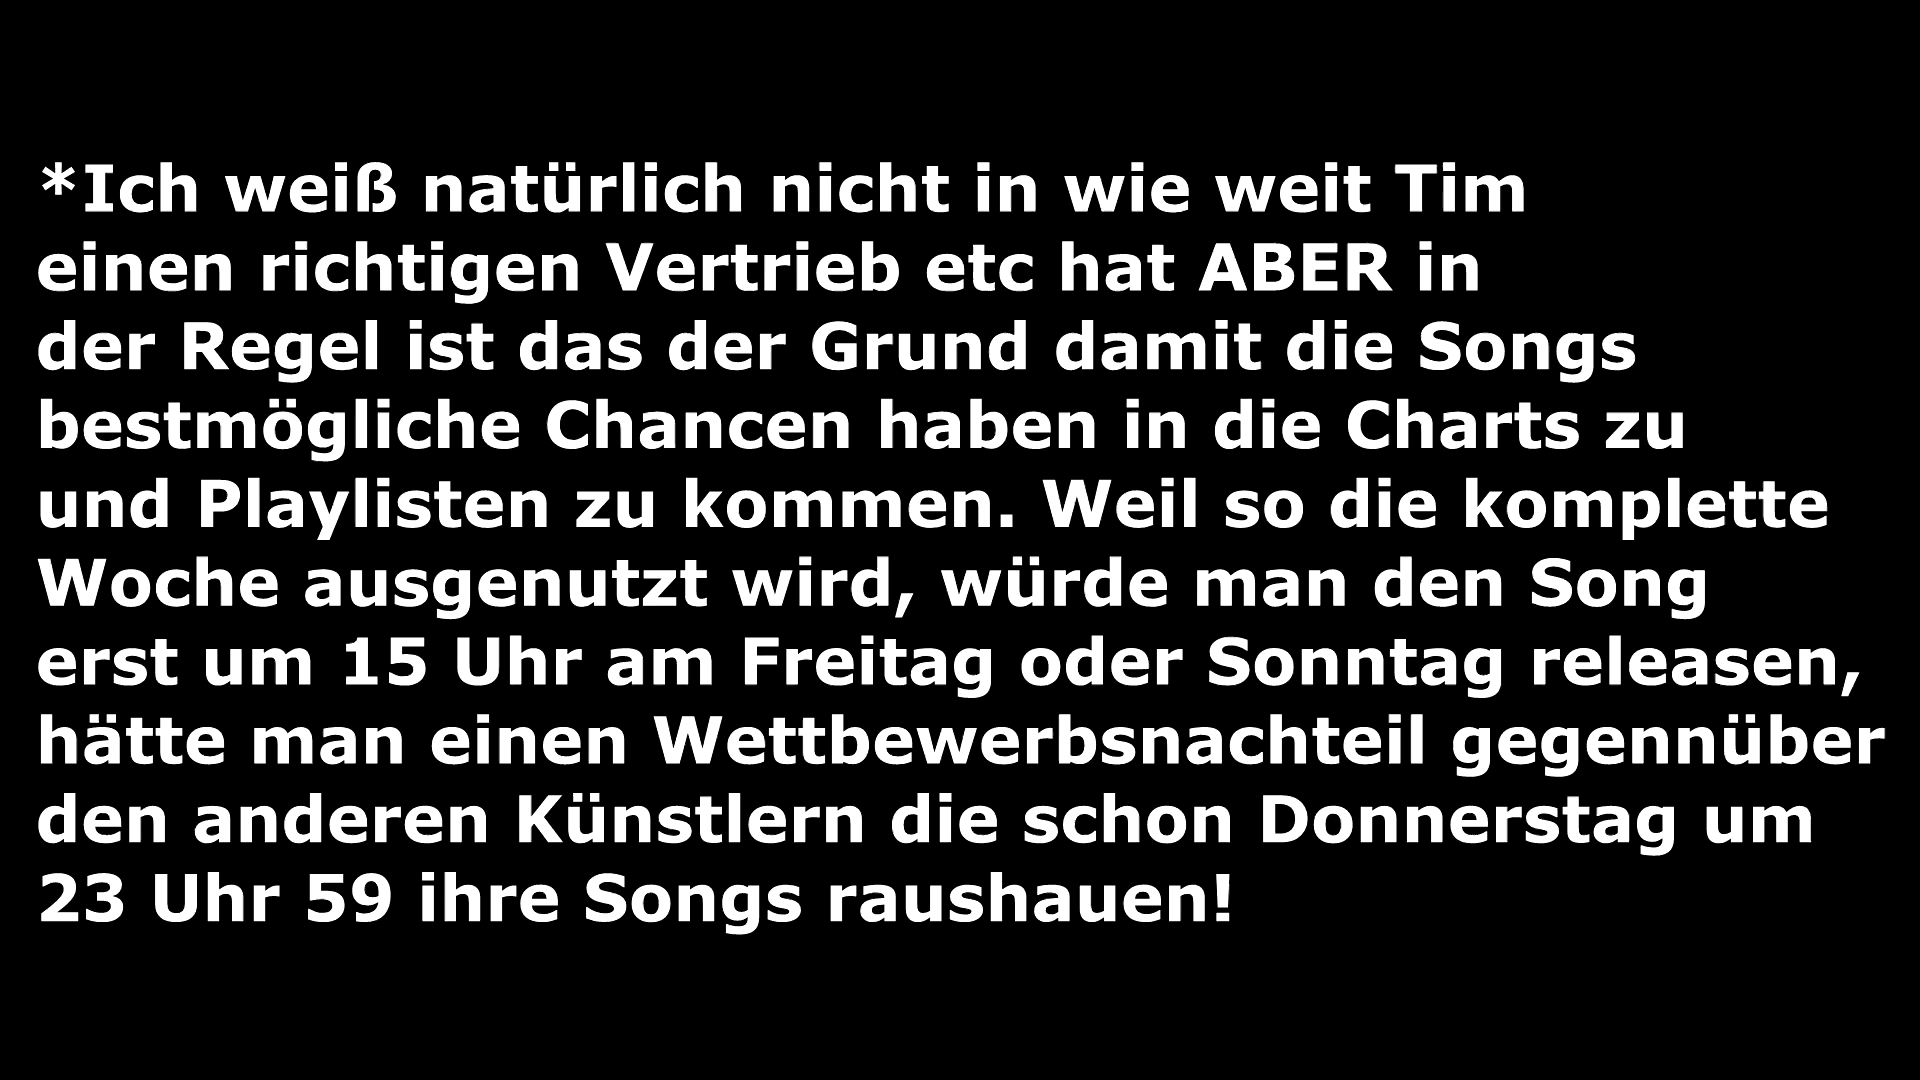 *Ich weiß natürlich nicht in wie weit Tim
einen richtigen Vertrieb etc hat ABER in
der Regel ist das der Grund damit die Songs
bestmögliche Chancen haben in die Charts zu
und Playlisten zu kommen. Weil so die komplette
Woche ausgenutzt wird, würde man den Song
erst um 15 Uhr am Freitag oder Sonntag releasen,
hätte man einen Wettbewerbsnachteil gegennüber
den anderen Künstlern die schon Donnerstag um
23 Uhr 59 ihre Songs raushauen!